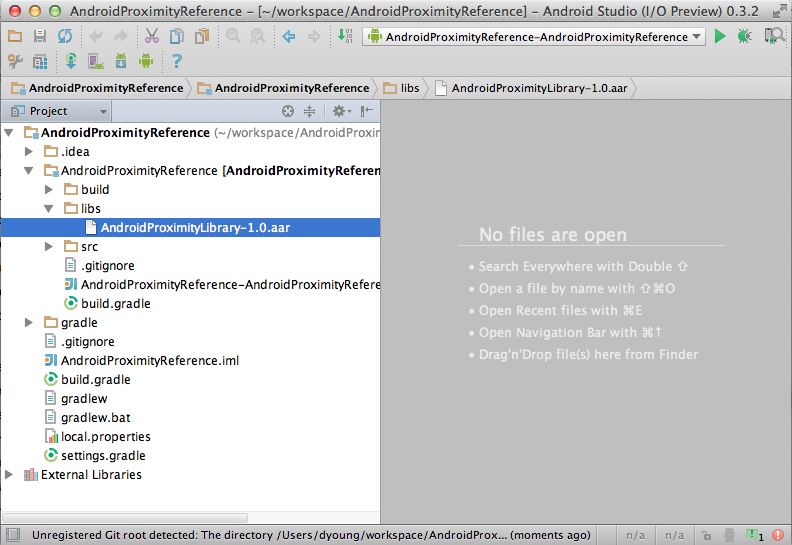 AndroidProximityReference – [~/workspace/AndroidProximityReference] – Android Studio (I/O Preview) 0.3.2
AndroidProximityReference–AndroidProximityReference
AndroidProximityReference AndroidProximityReference libs AndroidProximityLibrary-1.0.aar
Project
AndroidProximityReference (~/workspace/AndroidProxim
.idea
AndroidProximityReference [AndroidProximityReferen
build
libs
AndroidProximityLibrary-1.0.aar
src
.gitignore
AndroidProximityReference-AndroidProximityRefere
build.gradle
gradle
.gitignore
AndroidProximityReference.iml
build.gradle
gradlew
gradlew.bat
local.properties
settings.gradle
External Libraries
No files are open
• Search Everywhere with Double ⇧
• Open a file by name with ⇧⌘O
• Open Recent files with ⌘E
• Open Navigation Bar with ⌘↑
• Drag'n'Drop file(s) here from Finder
Unregistered Git root detected: The directory /Users/dyoung/workspace/AndroidProx... (moments ago) n/a n/a 1